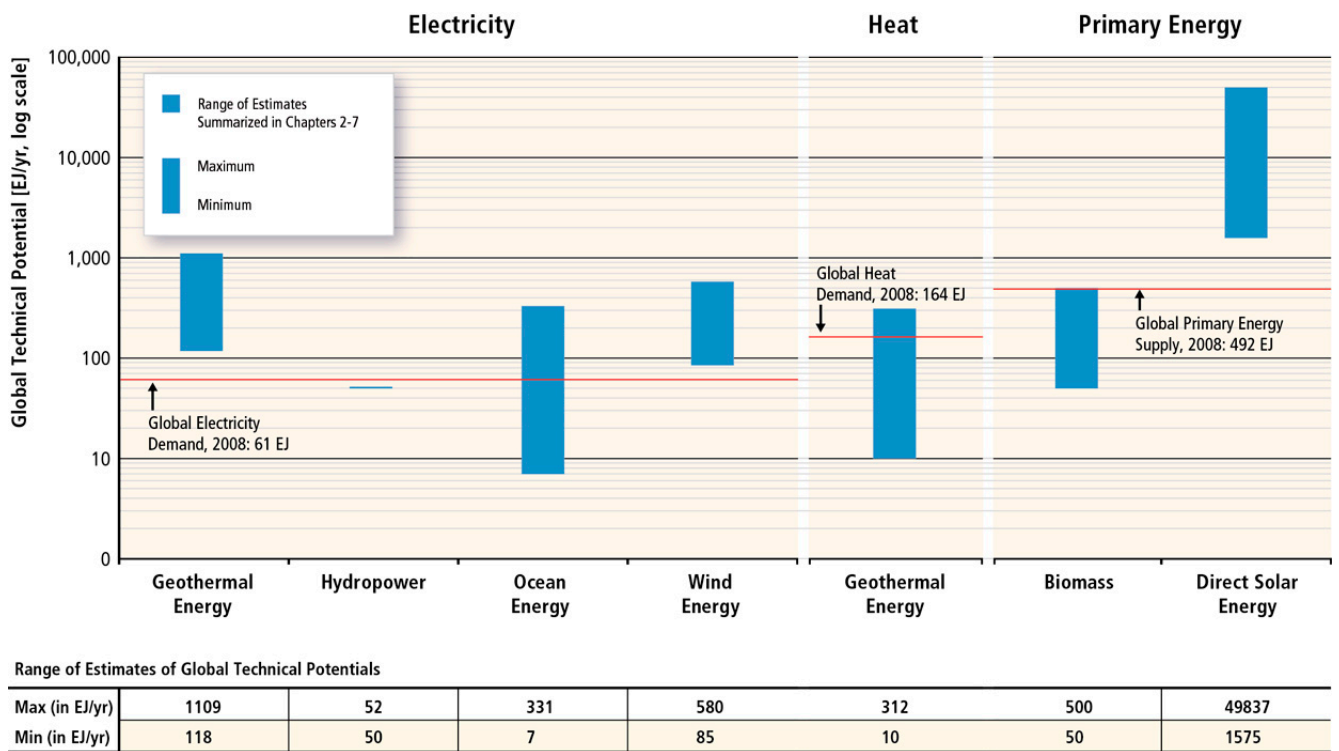 Electricity
Heat
Primary Energy
Global Technical Potential [EJ/yr, log scale]
100,000
10,000
1,000
100
10
0
Range of Estimates
Summarized in Chapters 2-7
Maximum
Minimum
Global Electricity
Demand, 2008: 61 EJ
Global Heat
Demand, 2008: 164 EJ
Global Primary Energy
Supply, 2008: 492 EJ
Geothermal
Energy
Hydropower
Ocean
Energy
Wind
Energy
Geothermal
Energy
Biomass
Direct Solar
Energy
Range of Estimates of Global Technical Potentials
Max (in EJ/yr) 1109 52 331 580 312 500 49837
Min (in EJ/yr) 118 50 7 85 10 50 1575